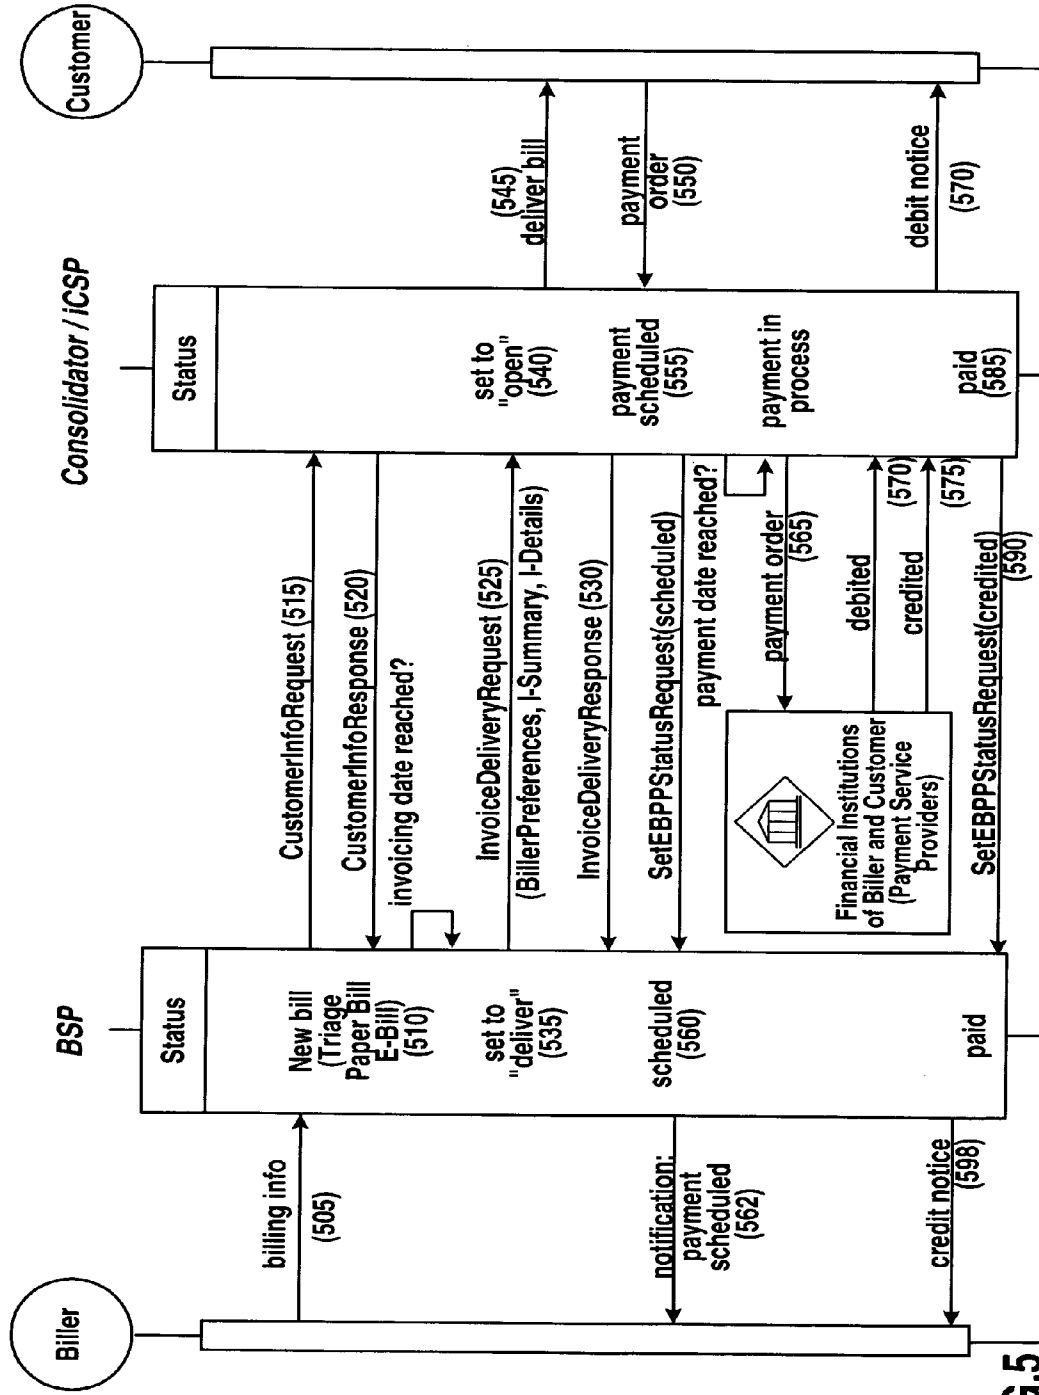 Biller
BSP
Consolidator / iCSP
Customer
Status
Status
billing info
(505)
New bill
(Triage
Paper Bill
E-Bill)
(510)
CustomerInfoRequest (515)
CustomerInfoResponse (520)
invoicing date reached?
set to
"deliver"
(535)
InvoiceDeliveryRequest (525)
(BillerPreferences, I-Summary, I-Details)
set to
"open"
(540)
(545)
deliver bill
InvoiceDeliveryResponse (530)
payment
order
(550)
payment
scheduled
(555)
SetEBPPStatusRequest(scheduled)
scheduled
(560)
notification:
payment
scheduled
(562)
payment date reached?
payment in
process
payment order
(565)
Financial Institutions
of Biller and Customer
(Payment Service
Providers)
debited
(570)
credited
(575)
debit notice
(570)
paid
(585)
SetEBPPStatusRequest(credited)
(590)
paid
credit notice
(598)
G.5